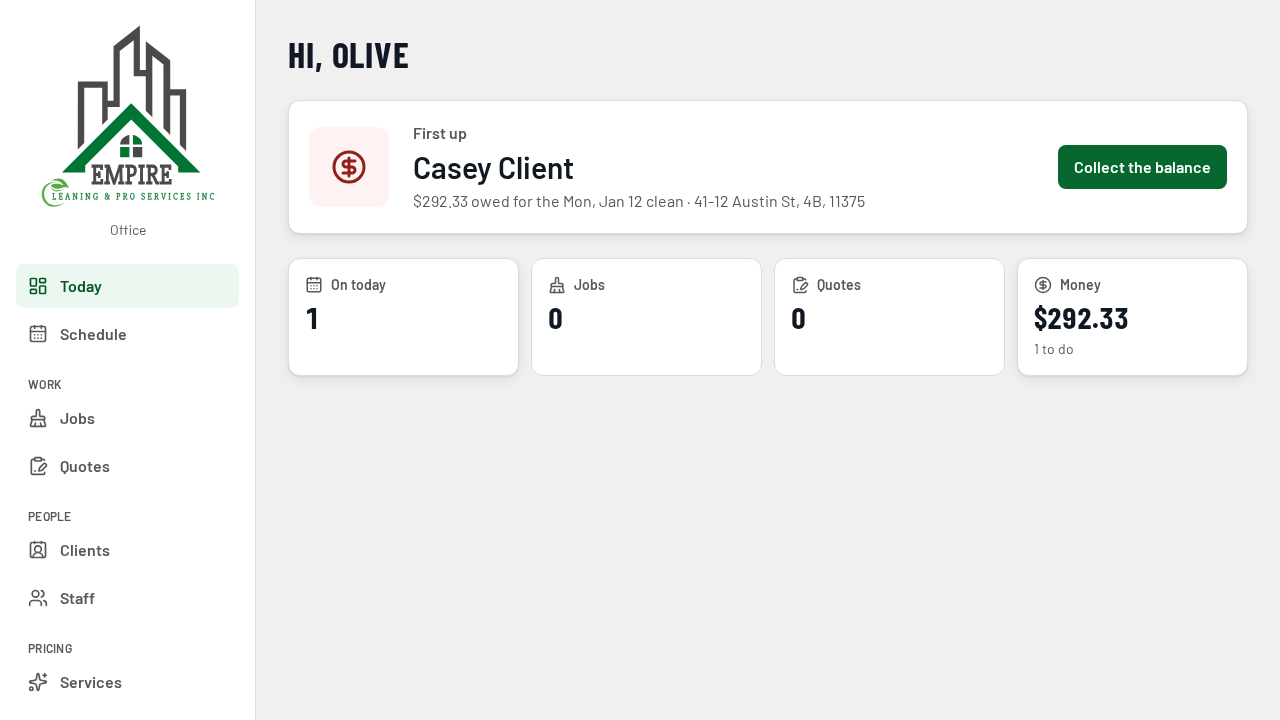 EMPIRE
LEANING & PRO SERVICES INC
Office
Today
Schedule
WORK
Jobs
Quotes
PEOPLE
Clients
Staff
PRICING
Services
HI, OLIVE
First up
Casey Client
$292.33 owed for the Mon, Jan 12 clean · 41-12 Austin St, 4B, 11375
Collect the balance
On today
1
Jobs
0
Quotes
0
Money
$292.33
1 to do